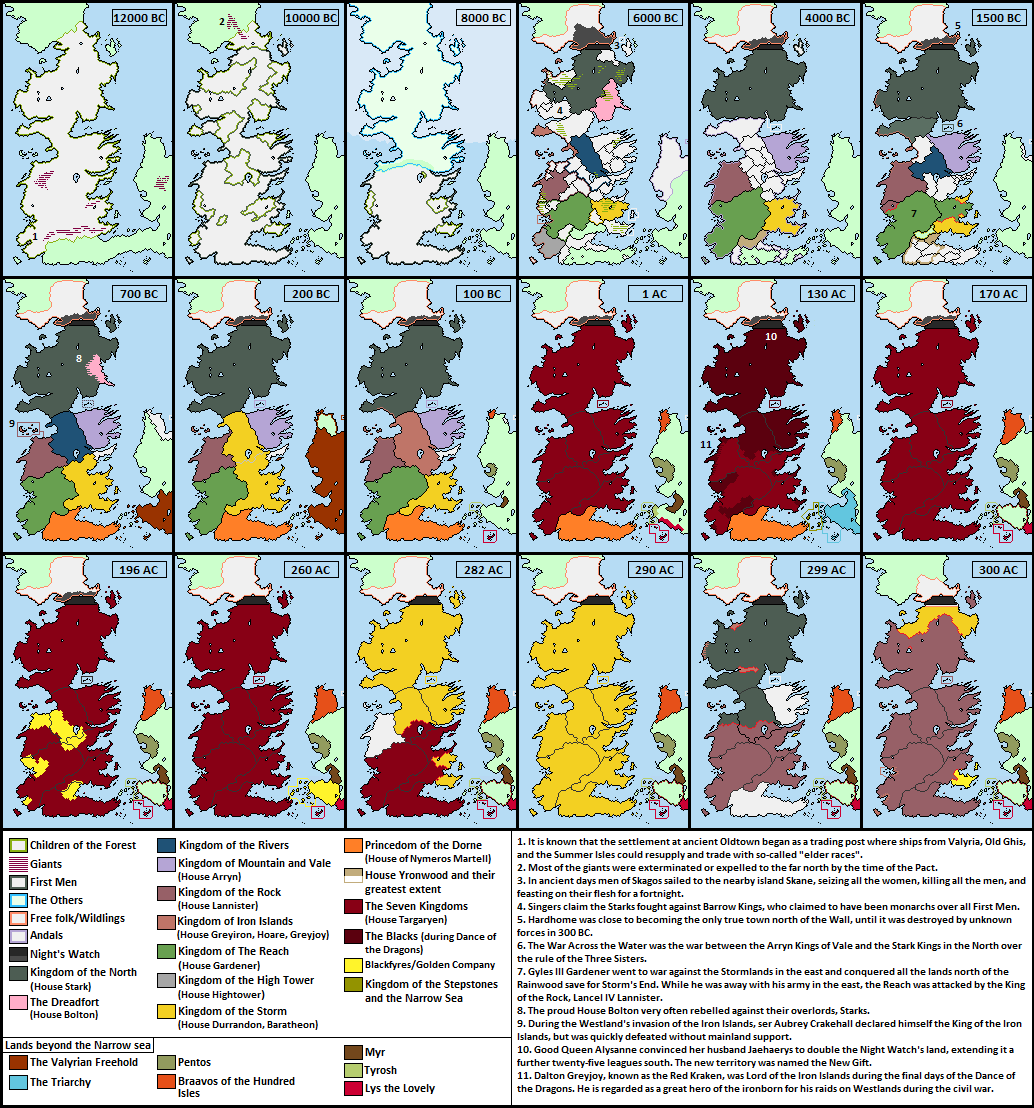 12000 BC
10000 BC
8000 BC
6000 BC
4000 BC
1500 BC
2
3
5
4
6
1
7
700 BC
200 BC
100 BC
1 AC
130 AC
170 AC
8
10
9
11
196 AC
260 AC
282 AC
290 AC
299 AC
300 AC
Children of the Forest
Giants
First Men
The Others
Free folk/Wildlings
Andals
Night's Watch
Kingdom of the North
(House Stark)
The Dreadfort
(House Bolton)
Kingdom of the Rivers
Kingdom of Mountain and Vale
(House Arryn)
Kingdom of the Rock
(House Lannister)
Kingdom of Iron Islands
(House Greyiron, Hoare, Greyjoy)
Kingdom of The Reach
(House Gardener)
Kingdom of the High Tower
(House Hightower)
Kingdom of the Storm
(House Durrandon, Baratheon)
Princedom of the Dorne
(House of Nymeros Martell)
House Yronwood and their
greatest extent
The Seven Kingdoms
(House Targaryen)
The Blacks (during Dance of
the Dragons)
Blackfyres/Golden Company
Kingdom of the Stepstones
and the Narrow Sea
Lands beyond the Narrow sea
The Valyrian Freehold
The Triarchy
Pentos
Braavos of the Hundred
Isles
Myr
Tyrosh
Lys the Lovely
1. It is known that the settlement at ancient Oldtown began as a trading post where ships from Valyria, Old Ghis,
and the Summer Isles could resupply and trade with so-called "elder races".
2. Most of the giants were exterminated or expelled to the far north by the time of the Pact.
3. In ancient days men of Skagos sailed to the nearby island Skane, seizing all the women, killing all the men, and
feasting on their flesh for a fortnight.
4. Singers claim the Starks fought against Barrow Kings, who claimed to have been monarchs over all First Men.
5. Hardhome was close to becoming the only true town north of the Wall, until it was destroyed by unknown
forces in 300 BC.
6. The War Across the Water was the war between the Arryn Kings of Vale and the Stark Kings in the North over
the rule of the Three Sisters.
7. Gyles III Gardener went to war against the Stormlands in the east and conquered all the lands north of the
Rainwood save for Storm's End. While he was away with his army in the east, the Reach was attacked by the King
of the Rock, Lancel IV Lannister.
8. The proud House Bolton very often rebelled against their overlords, Starks.
9. During the Westland's invasion of the Iron Islands, ser Aubrey Crakehall declared himself the King of the Iron
Islands, but was quickly defeated without mainland support.
10. Good Queen Alysanne convinced her husband Jaehaerys to double the Night Watch's land, extending it a
further twenty-five leagues south. The new territory was named the New Gift.
11. Dalton Greyjoy, known as the Red Kraken, was Lord of the Iron Islands during the final days of the Dance of
the Dragons. He is regarded as a great hero of the ironborn for his raids on Westlands during the civil war.